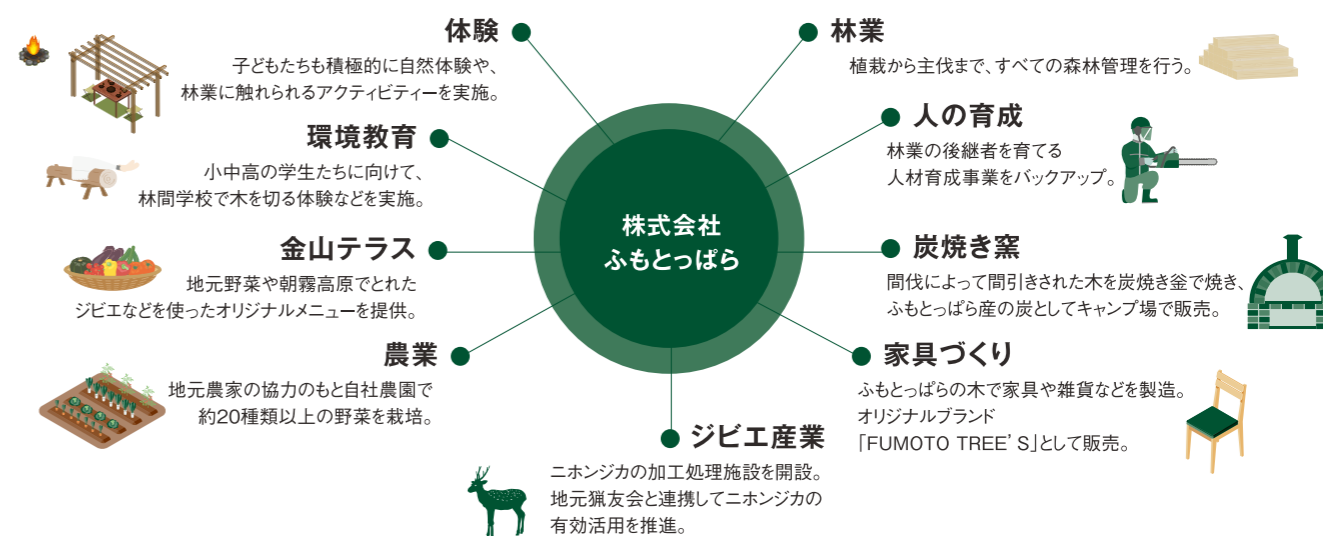 体験
子どもたちも積極的に自然体験や、
林業に触れられるアクティビティーを実施。
環境教育
小中高の学生たちに向けて、
林間学校で木を切る体験などを実施。
金山テラス
地元野菜や朝霧高原でとれた
ジビエなどを使ったオリジナルメニューを提供。
農業
地元農家の協力のもと自社農園で
約20種類以上の野菜を栽培。
株式会社
ふもとっぱら
林業
植栽から主伐まで、すべての森林管理を行う。
人の育成
林業の後継者を育てる
人材育成事業をバックアップ。
炭焼き窯
間伐によって間引きされた木を炭焼き釜で焼き、
ふもとっぱら産の炭としてキャンプ場で販売。
家具づくり
ふもとっぱらの木で家具や雑貨などを製造。
オリジナルブランド
「FUMOTO TREE’S」として販売。
ジビエ産業
ニホンジカの加工処理施設を開設。
地元猟友会と連携してニホンジカの
有効活用を推進。